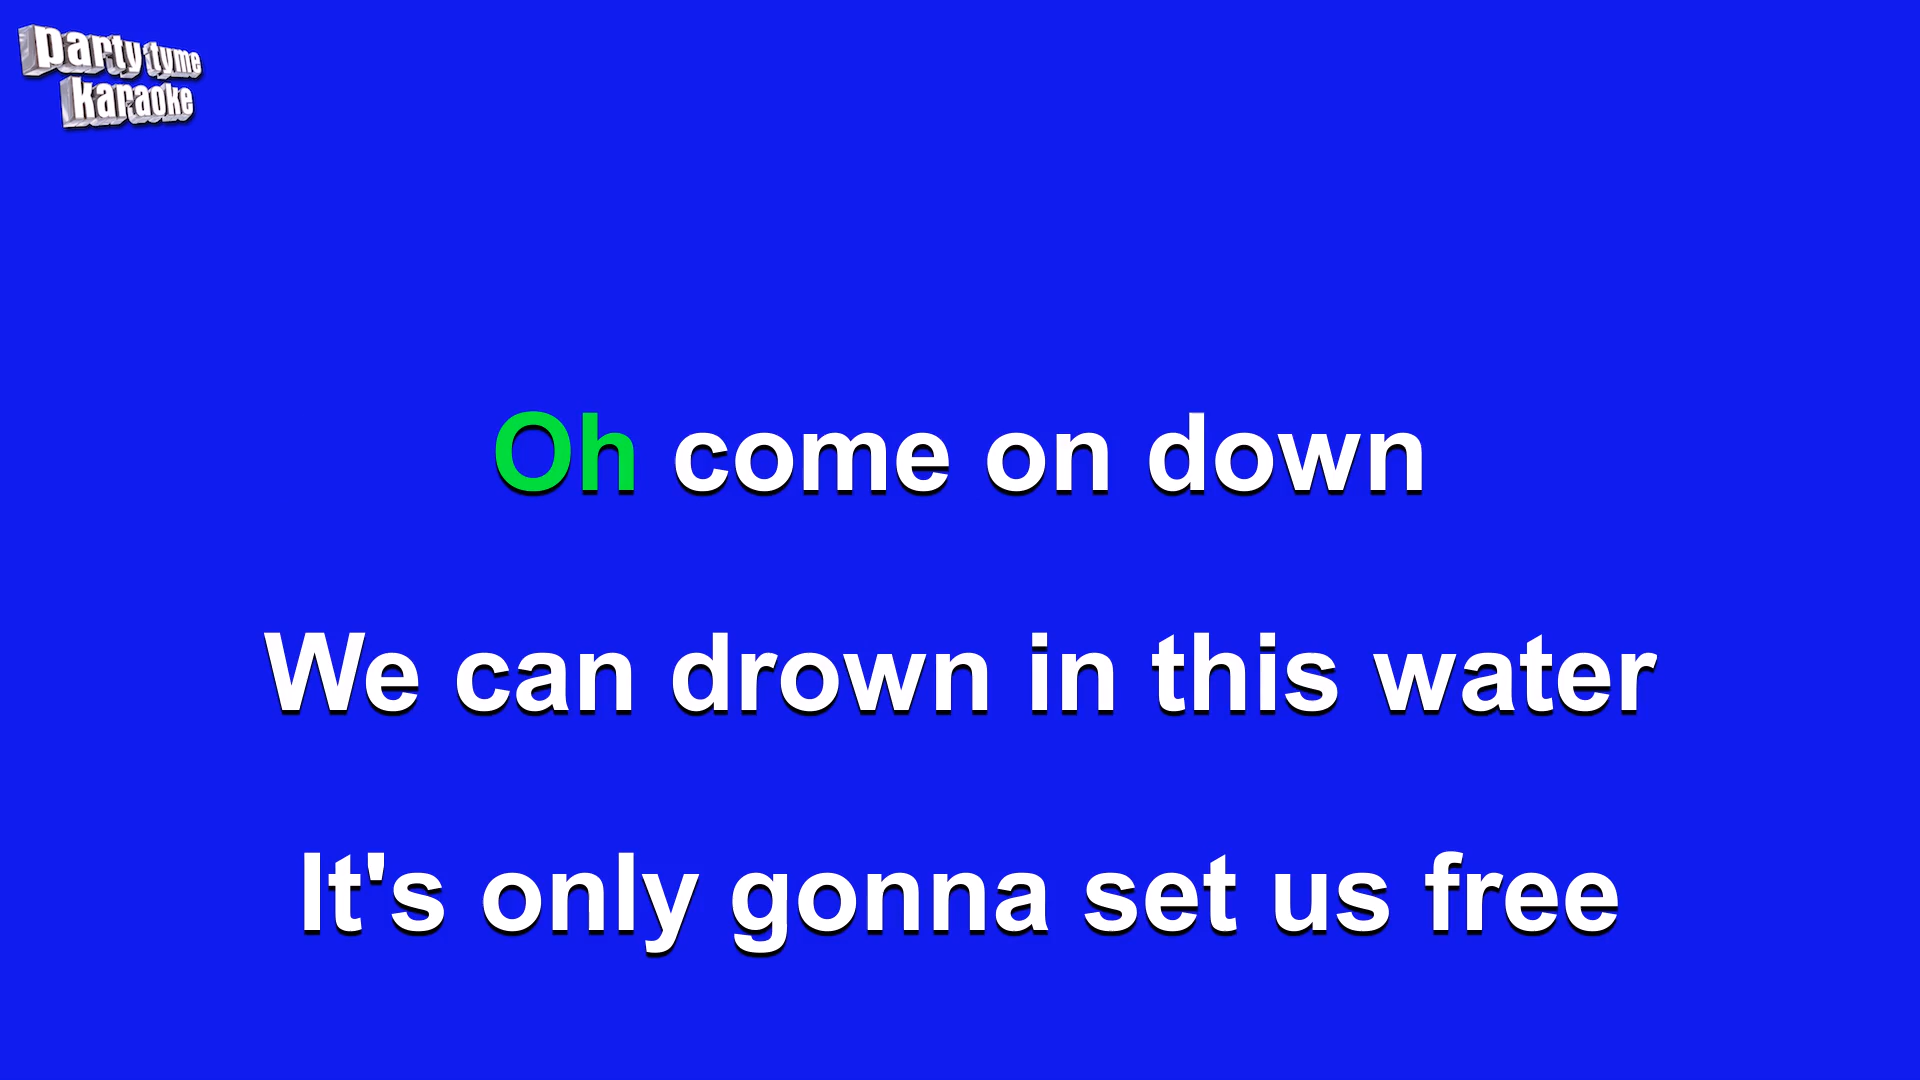 party tyme
karaoke
Oh come on down
We can drown in this water
It's only gonna set us free